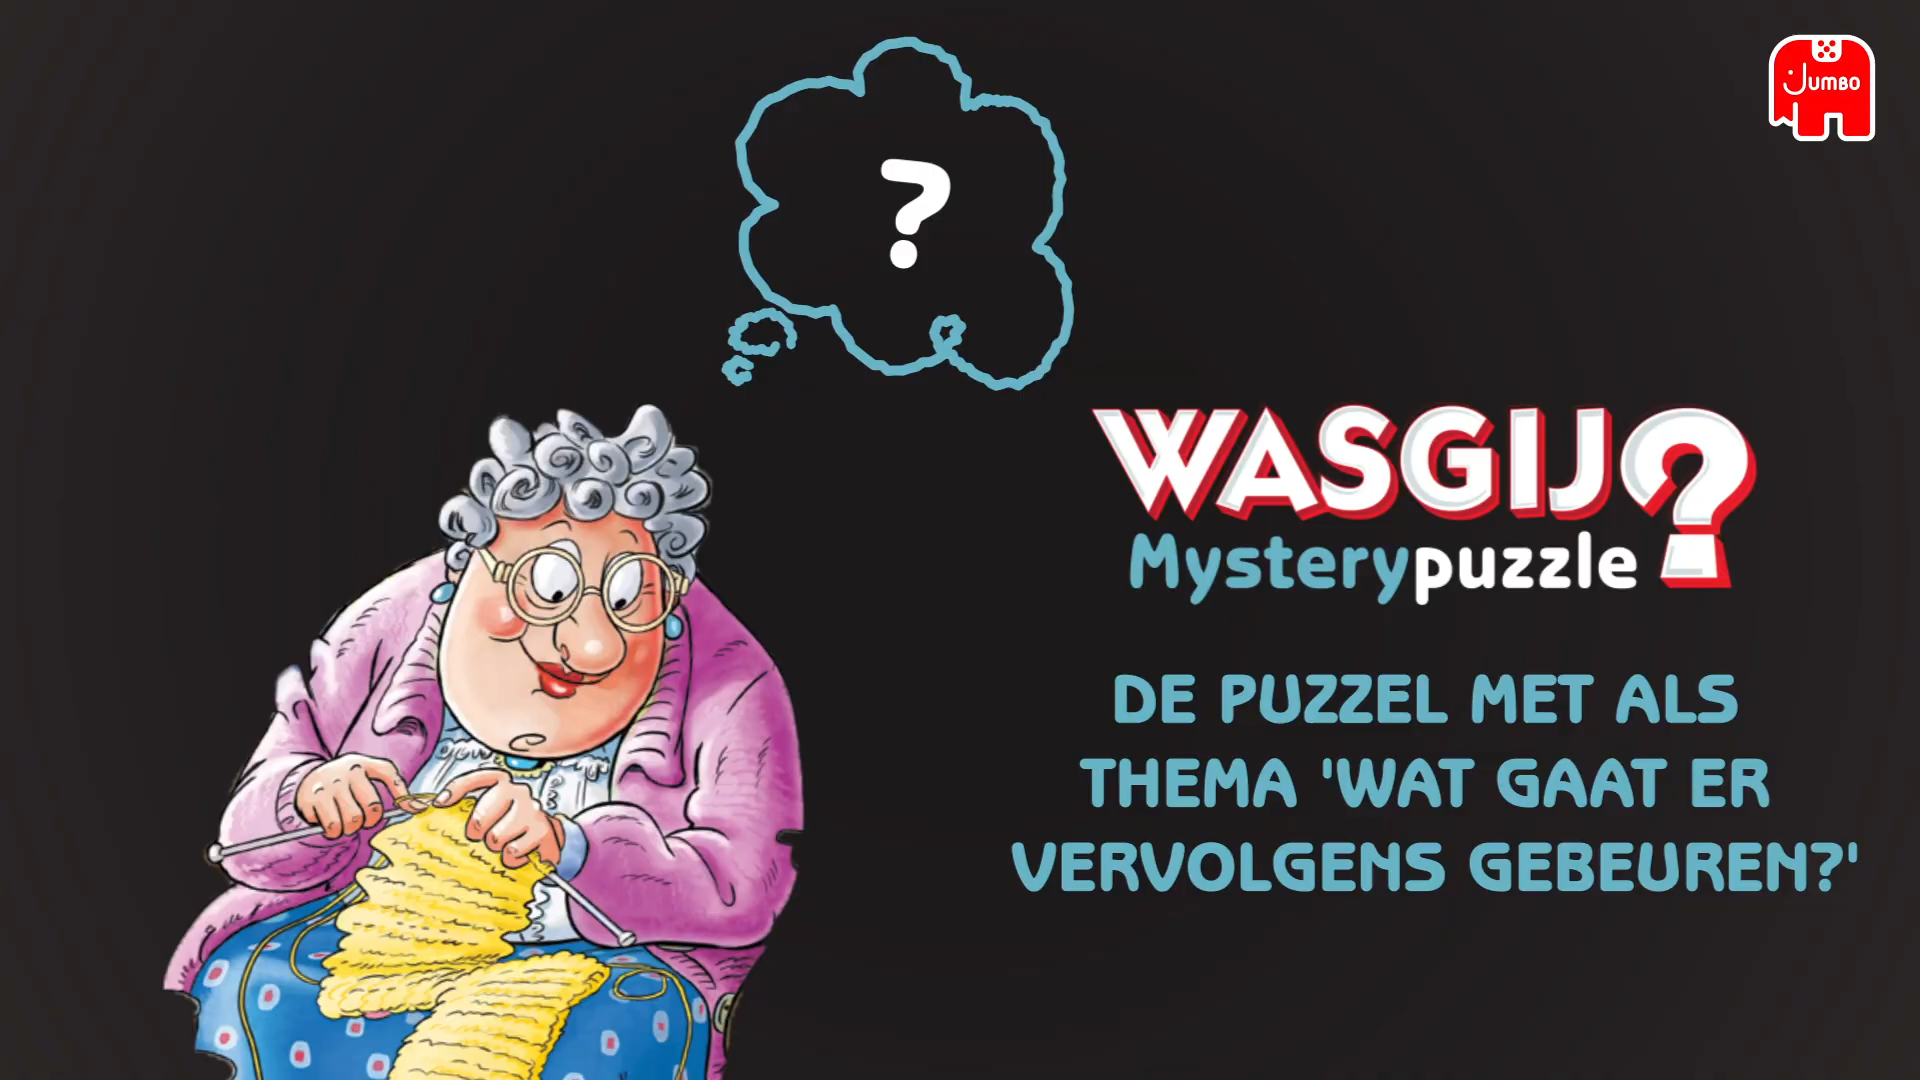 ?
Jumbo
WASGIJ?
Mysterypuzzle
DE PUZZEL MET ALS
THEMA 'WAT GAAT ER
VERVOLGENS GEBEUREN?'